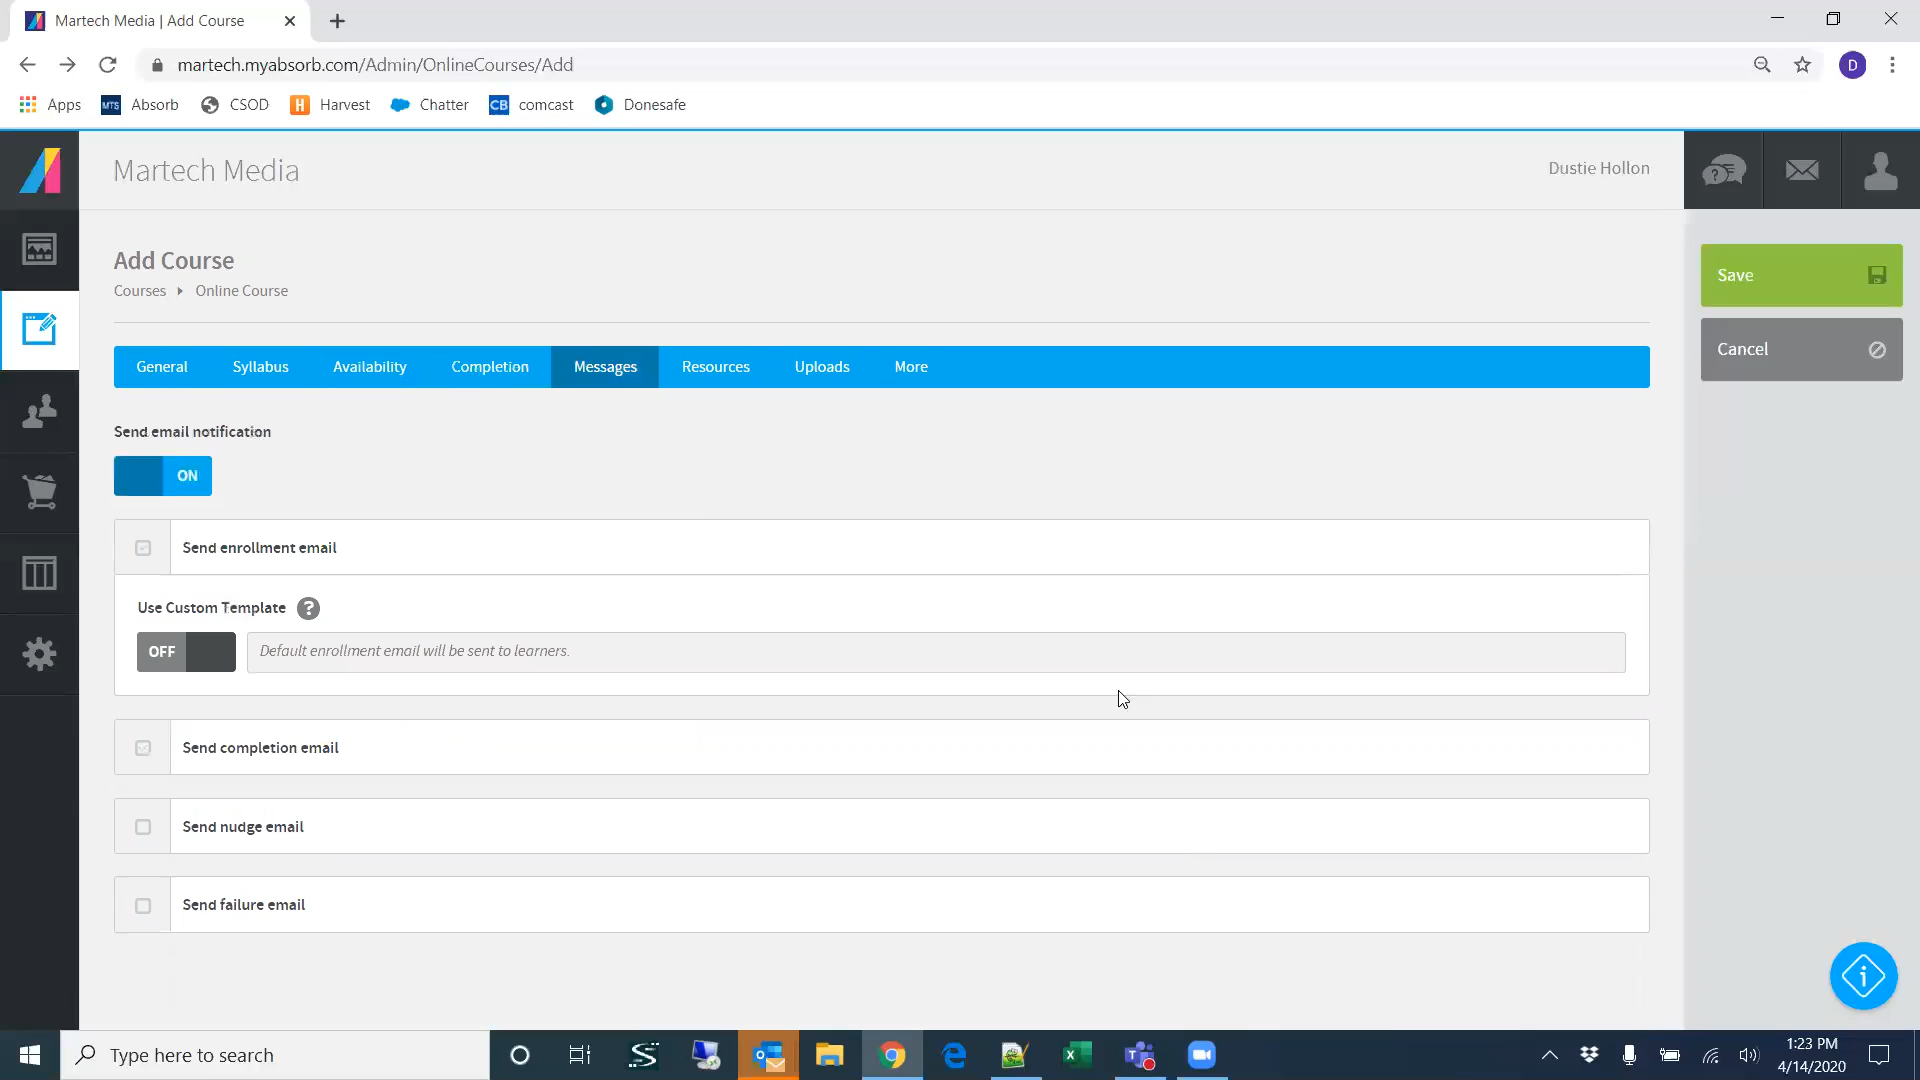 Martech Media | Add Course
martech.myabsorb.com/Admin/OnlineCourses/Add
D
Apps
MTS Absorb
CSOD
H Harvest
Chatter
CB comcast
Donesafe
Martech Media
Dustie Hollon
Add Course
Courses
Online Course
Save
Cancel
General
Syllabus
Availability
Completion
Messages
Resources
Uploads
More
Send email notification
ON
Send enrollment email
Use Custom Template ?
OFF
Default enrollment email will be sent to learners.
Send completion email
Send nudge email
Send failure email
Type here to search
1:23 PM
4/14/2020